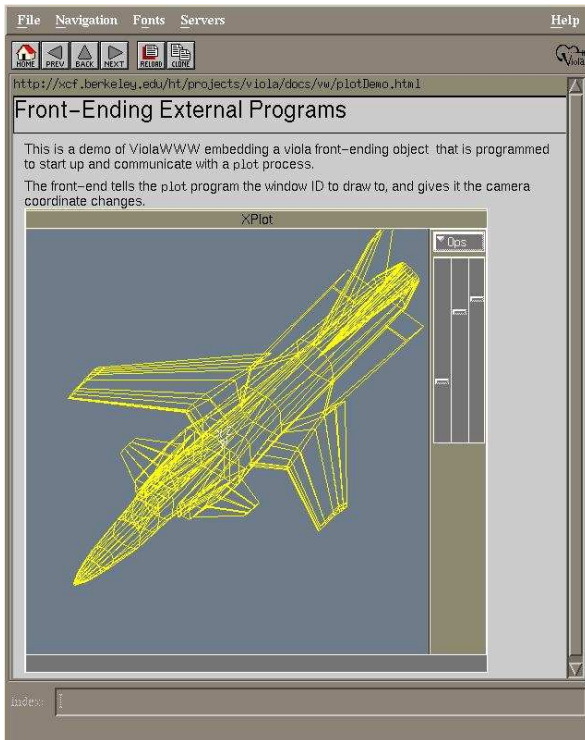 File Navigation Fonts Servers Help
HOME PREV BACK NEXT RELOAD CLONE Viola
http://xcf.berkeley.edu/ht/projects/viola/docs/vw/plotDemo.html
Front-Ending External Programs
This is a demo of ViolaWWW embedding a viola front-ending object that is programmed
to start up and communicate with a plot process.
The front-end tells the plot program the window ID to draw to, and gives it the camera
coordinate changes.
XPlot
Ops
Index: